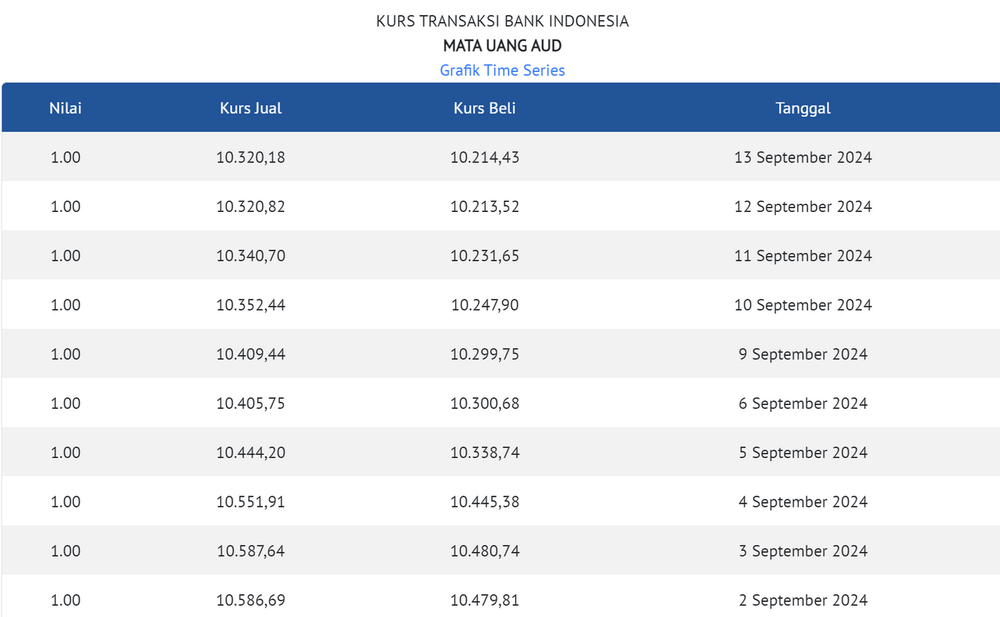 KURS TRANSAKSI BANK INDONESIA
MATA UANG AUD
Grafik Time Series
Nilai Kurs Jual Kurs Beli Tanggal
1.00 10.320,18 10.214,43 13 September 2024
1.00 10.320,82 10.213,52 12 September 2024
1.00 10.340,70 10.231,65 11 September 2024
1.00 10.352,44 10.247,90 10 September 2024
1.00 10.409,44 10.299,75 9 September 2024
1.00 10.405,75 10.300,68 6 September 2024
1.00 10.444,20 10.338,74 5 September 2024
1.00 10.551,91 10.445,38 4 September 2024
1.00 10.587,64 10.480,74 3 September 2024
1.00 10.586,69 10.479,81 2 September 2024